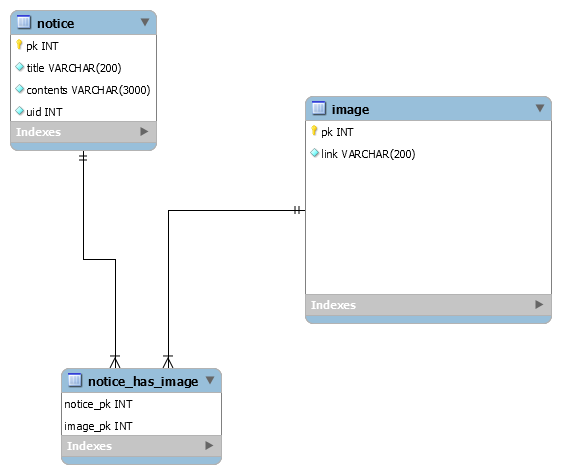 notice
pk INT
title VARCHAR(200)
contents VARCHAR(3000)
uid INT
Indexes
image
pk INT
link VARCHAR(200)
Indexes
notice_has_image
notice_pk INT
image_pk INT
Indexes